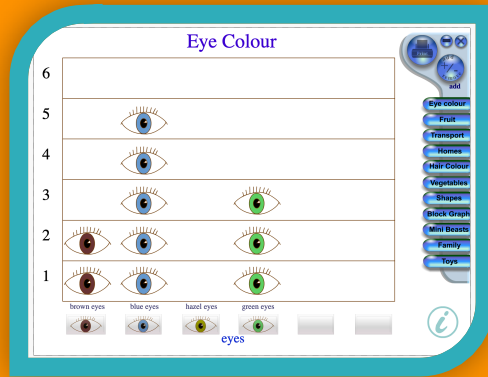 Eye Colour
6
5
4
3
2
1
brown eyes blue eyes hazel eyes green eyes
eyes
add
Eye colour
Fruit
Transport
Homes
Hair Colour
Vegetables
Shapes
Block Graph
Mini Beasts
Family
Toys
i